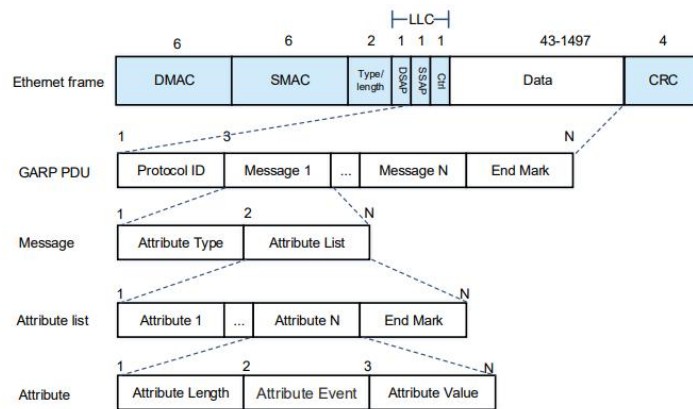 LLC
6 6 2 1 1 1 43-1497 4
Ethernet frame DMAC SMAC Type/ length DSAP SSAP Ctrl Data CRC
1 3 N
GARP PDU Protocol ID Message 1 ... Message N End Mark
1 2 N
Message Attribute Type Attribute List
1 N
Attribute list Attribute 1 ... Attribute N End Mark
1 2 3 N
Attribute Attribute Length Attribute Event Attribute Value